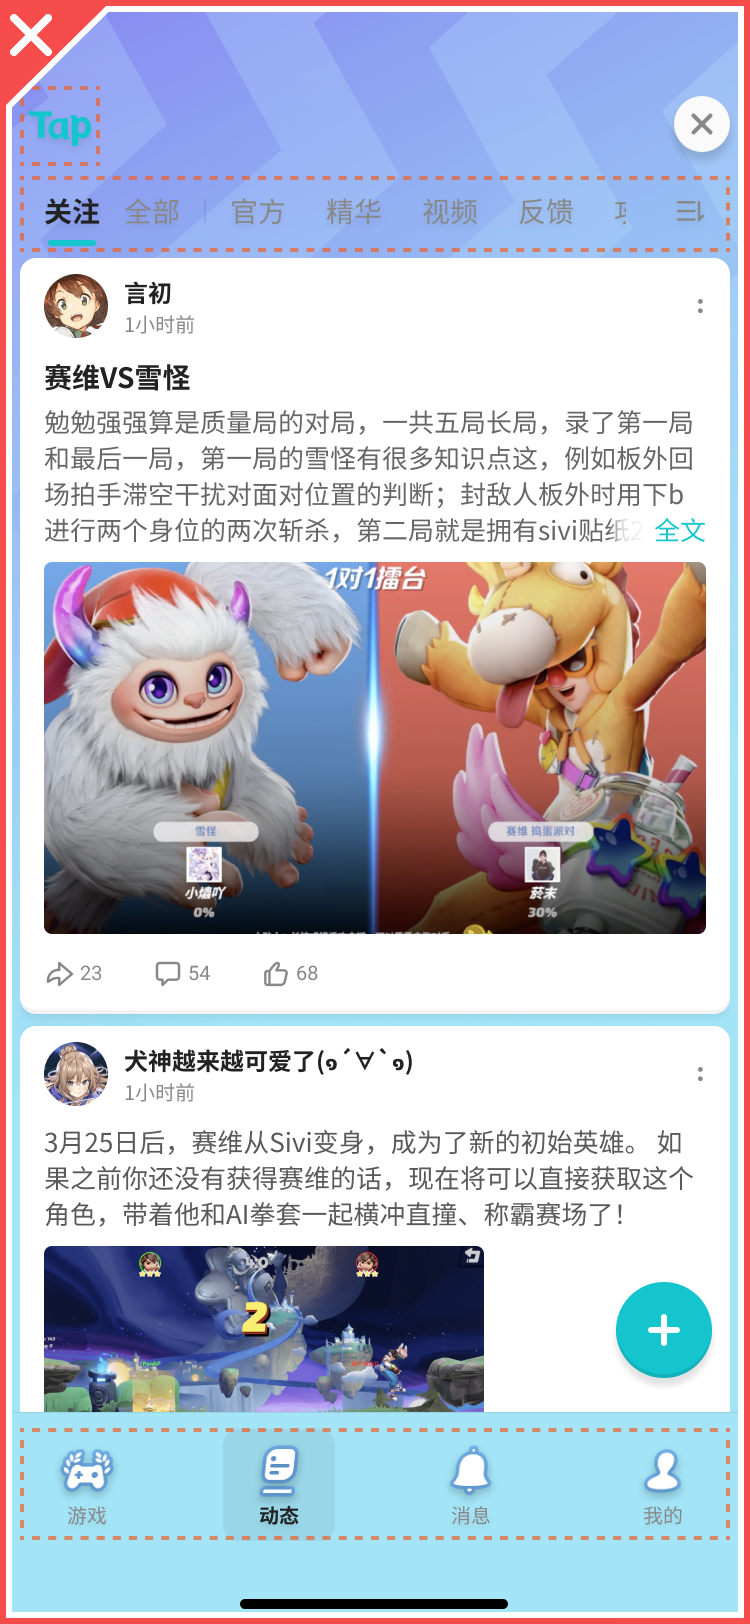 Tap
关注 全部 官方 精华 视频 反馈
言初
1小时前
赛维VS雪怪
勉勉强强算是质量局的对局，一共五局长局，录了第一局
和最后一局，第一局的雪怪有很多知识点这，例如板外回
场拍手滞空干扰对面对位置的判断；封敌人板外时用下b
进行两个身位的两次斩杀，第二局就是拥有sivi贴纸2 全文
1对1擂台
雪怪
赛维 捣蛋派对
小熺吖
菸末
0%
30%
23 54 68
犬神越来越可爱了(๑´∀`๑)
1小时前
3月25日后，赛维从Sivi变身，成为了新的初始英雄。 如
果之前你还没有获得赛维的话，现在将可以直接获取这个
角色，带着他和AI拳套一起横冲直撞、称霸赛场了！
2
游戏 动态 消息 我的